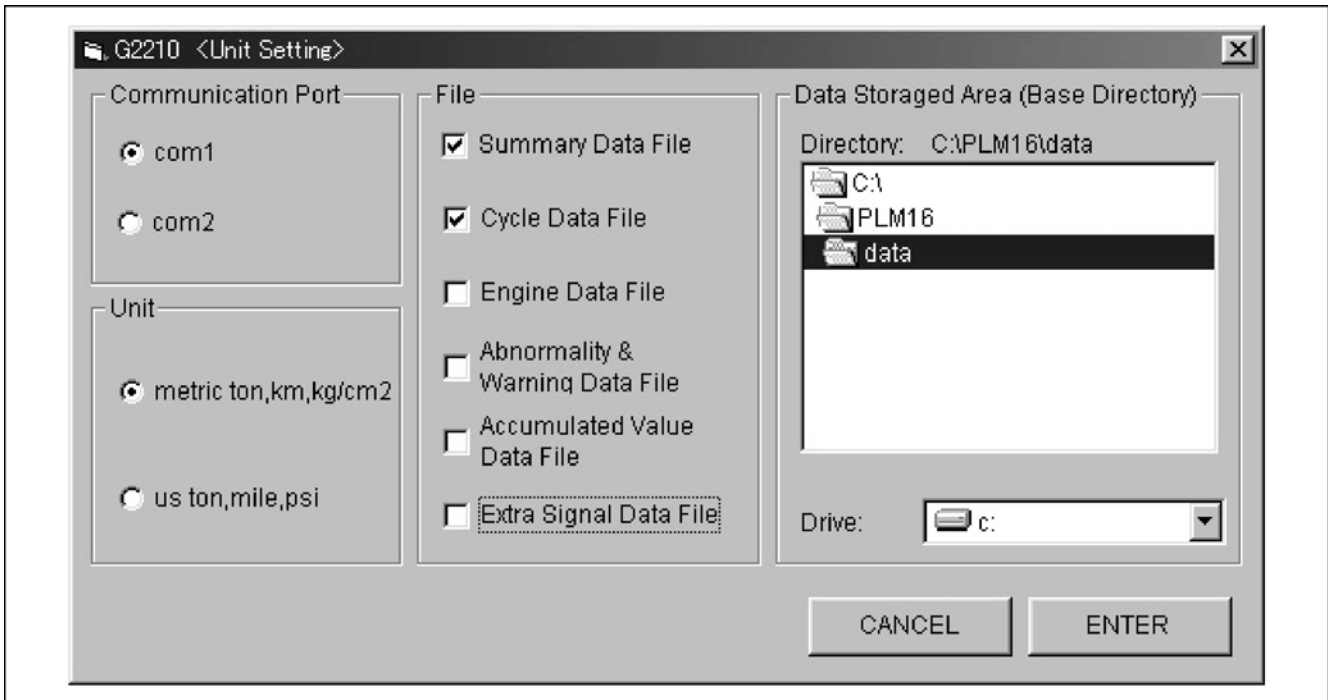 G2210 <Unit Setting>
Communication Port
com1
com2
Unit
metric ton,km,kg/cm2
us ton,mile,psi
File
Summary Data File
Cycle Data File
Engine Data File
Abnormality &
Warning Data File
Accumulated Value
Data File
Extra Signal Data File
Data Storaged Area (Base Directory)
Directory: C:\PLM16\data
C:\
PLM16
data
Drive: c:
CANCEL ENTER